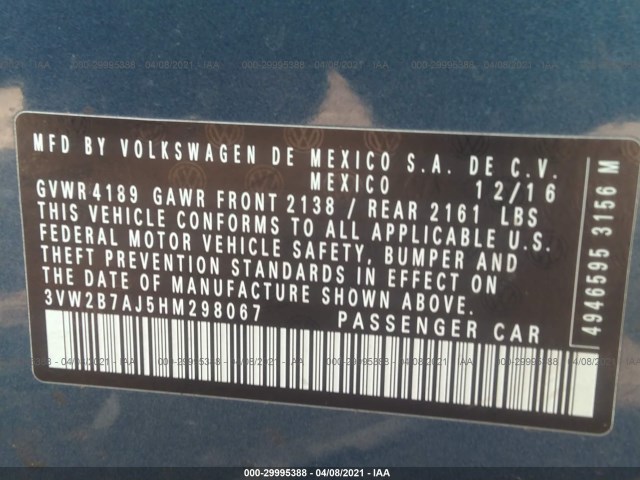 MFD BY VOLKSWAGEN DE MEXICO S.A. DE C.V.
MEXICO 12/16
GVWR4189 GAWR FRONT 2138 / REAR 2161 LBS
THIS VEHICLE CONFORMS TO ALL APPLICABLE U.S.
FEDERAL MOTOR VEHICLE SAFETY, BUMPER AND
THEFT PREVENTION STANDARDS IN EFFECT ON
THE DATE OF MANUFACTURE SHOWN ABOVE.
3VW2B7AJ5HM298067 PASSENGER CAR
4946595 3156 M
000-29995388 - 04/08/2021 - IAA